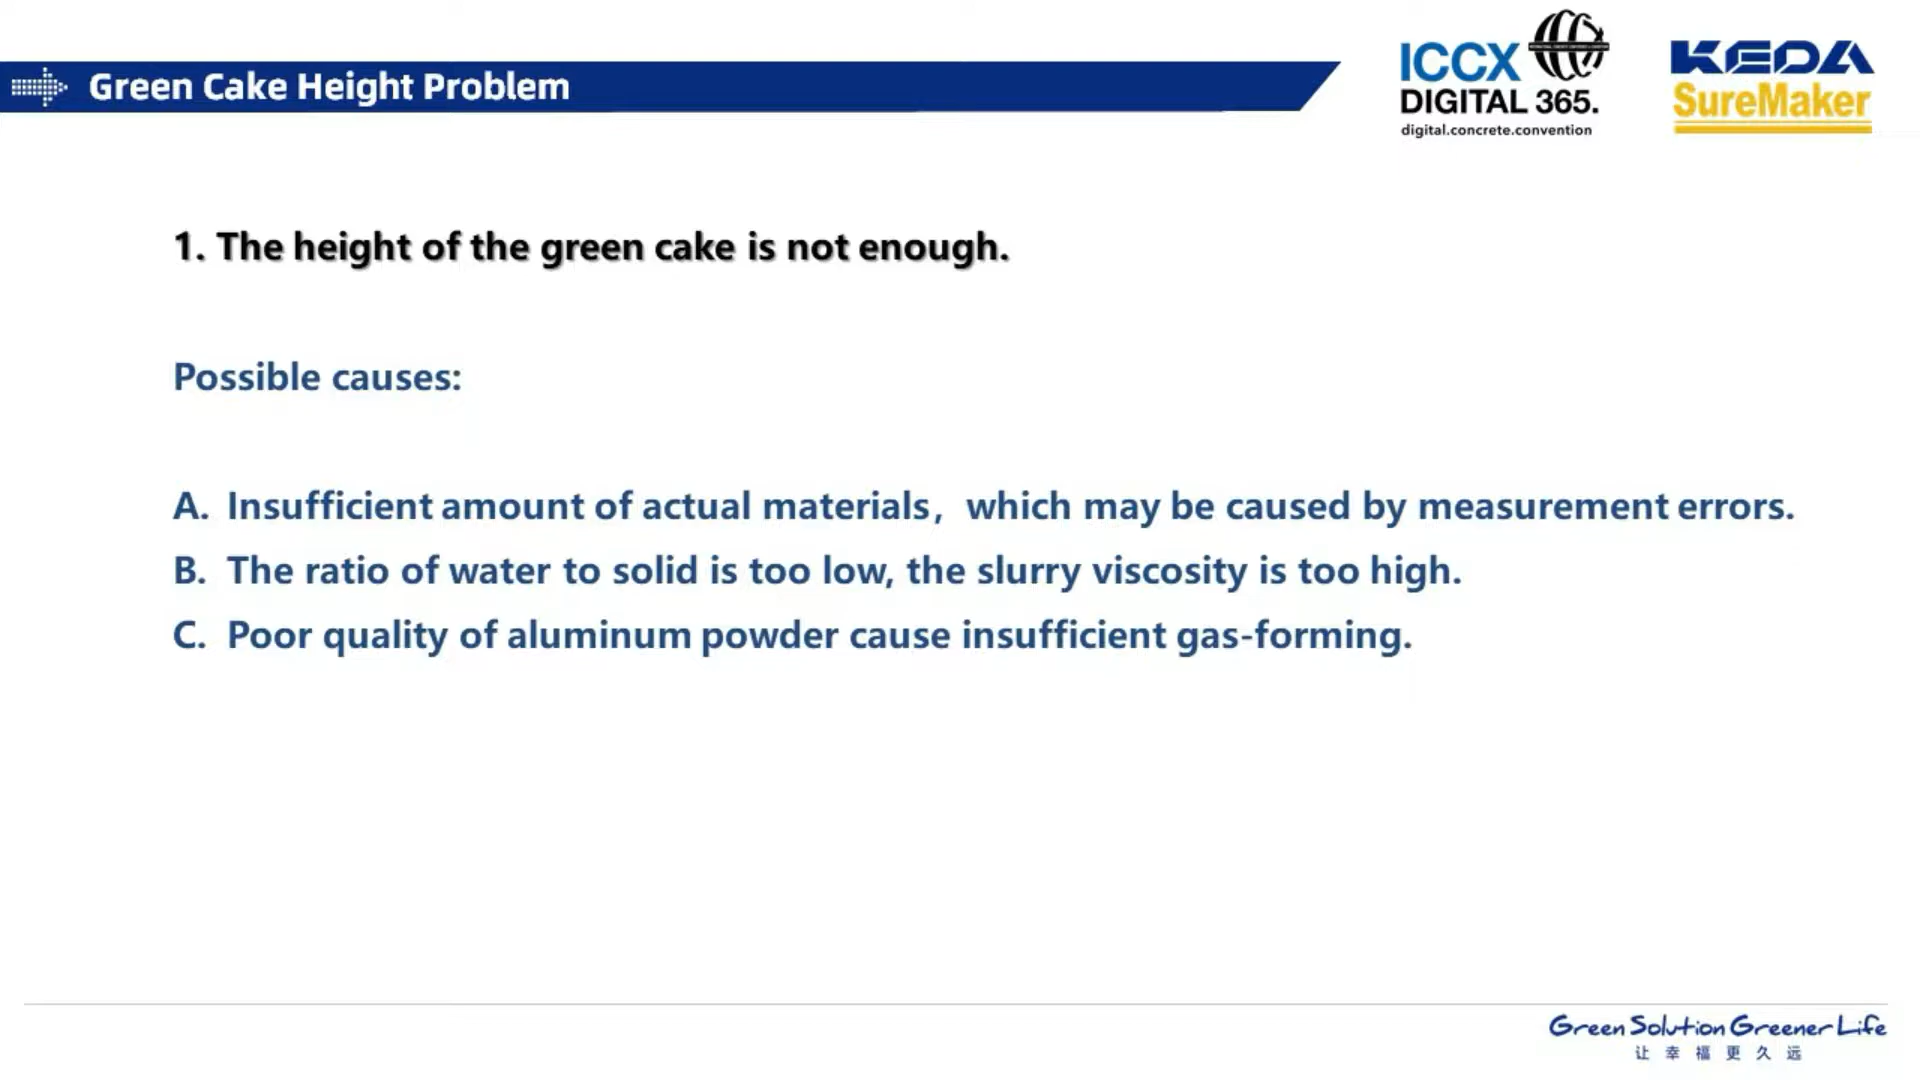 Green Cake Height Problem
ICCX
DIGITAL 365.
digital.concrete.convention
KEDA
SureMaker
1. The height of the green cake is not enough.
Possible causes:
A. Insufficient amount of actual materials，which may be caused by measurement errors.
B. The ratio of water to solid is too low, the slurry viscosity is too high.
C. Poor quality of aluminum powder cause insufficient gas-forming.
Green Solution Greener Life
让幸福更久远